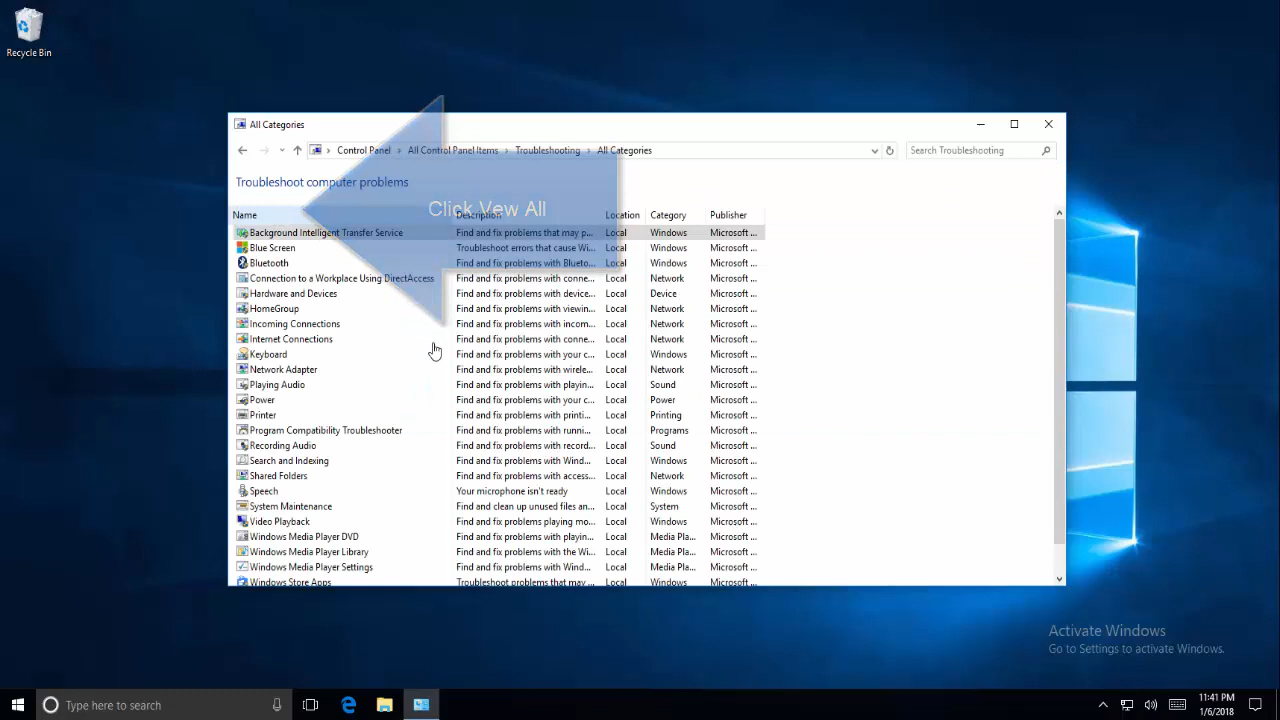 Recycle Bin
All Categories
Control Panel > All Control Panel Items > Troubleshooting > All Categories
Search Troubleshooting
Troubleshoot computer problems
Click Vew All
Name Description Location Category Publisher
Background Intelligent Transfer Service Find and fix problems that may p... Local Windows Microsoft ...
Blue Screen Troubleshoot errors that cause Wi... Local Windows Microsoft ...
Bluetooth Find and fix problems with Blueto... Local Windows Microsoft ...
Connection to a Workplace Using DirectAccess Find and fix problems with conne... Local Network Microsoft ...
Hardware and Devices Find and fix problems with device... Local Device Microsoft ...
HomeGroup Find and fix problems with viewin... Local Network Microsoft ...
Incoming Connections Find and fix problems with incom... Local Network Microsoft ...
Internet Connections Find and fix problems with conne... Local Network Microsoft ...
Keyboard Find and fix problems with your c... Local Windows Microsoft ...
Network Adapter Find and fix problems with wirele... Local Network Microsoft ...
Playing Audio Find and fix problems with playin... Local Sound Microsoft ...
Power Find and fix problems with your c... Local Power Microsoft ...
Printer Find and fix problems with printi... Local Printing Microsoft ...
Program Compatibility Troubleshooter Find and fix problems with runni... Local Programs Microsoft ...
Recording Audio Find and fix problems with record... Local Sound Microsoft ...
Search and Indexing Find and fix problems with Wind... Local Windows Microsoft ...
Shared Folders Find and fix problems with access... Local Network Microsoft ...
Speech Your microphone isn't ready Local Windows Microsoft ...
System Maintenance Find and clean up unused files an... Local System Microsoft ...
Video Playback Find and fix problems playing mo... Local Windows Microsoft ...
Windows Media Player DVD Find and fix problems with playin... Local Media Pla... Microsoft ...
Windows Media Player Library Find and fix problems with the Wi... Local Media Pla... Microsoft ...
Windows Media Player Settings Find and fix problems with Wind... Local Media Pla... Microsoft ...
Windows Store Apps Troubleshoot problems that may ... Local Windows Microsoft ...
Activate Windows
Go to Settings to activate Windows.
Type here to search
11:41 PM
1/6/2018